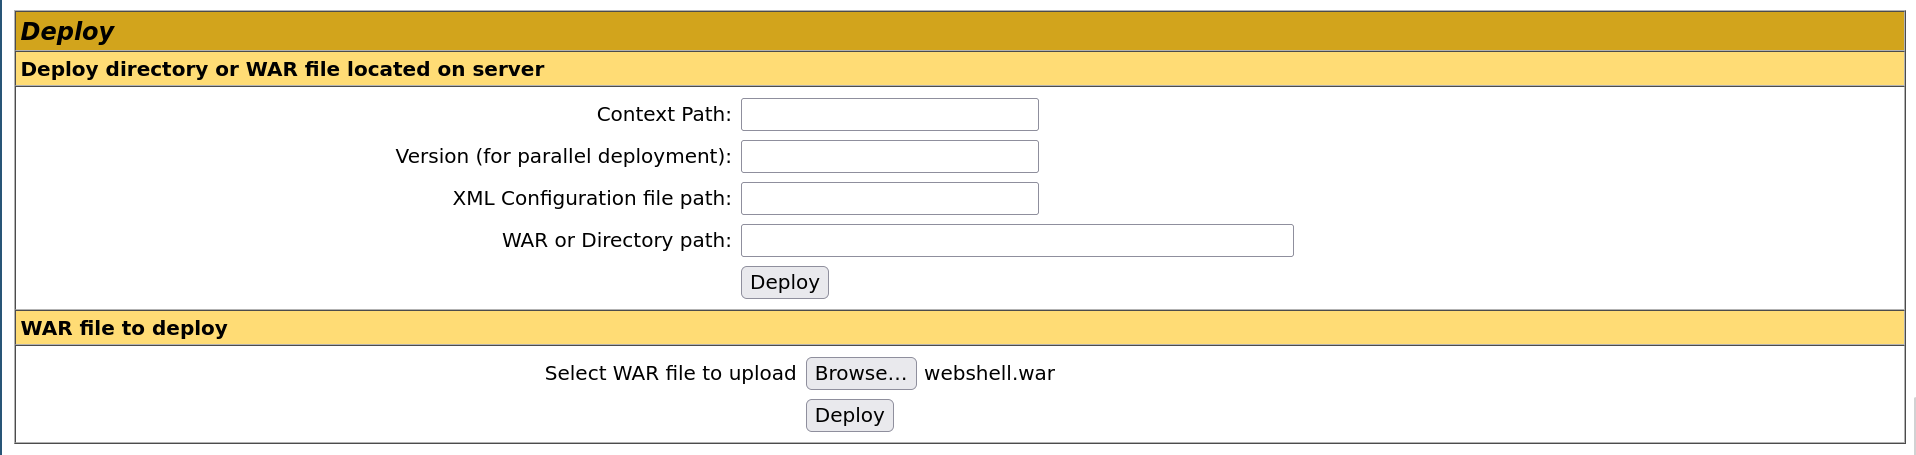 Deploy
Deploy directory or WAR file located on server
Context Path:
Version (for parallel deployment):
XML Configuration file path:
WAR or Directory path:
Deploy
WAR file to deploy
Select WAR file to upload Browse... webshell.war
Deploy